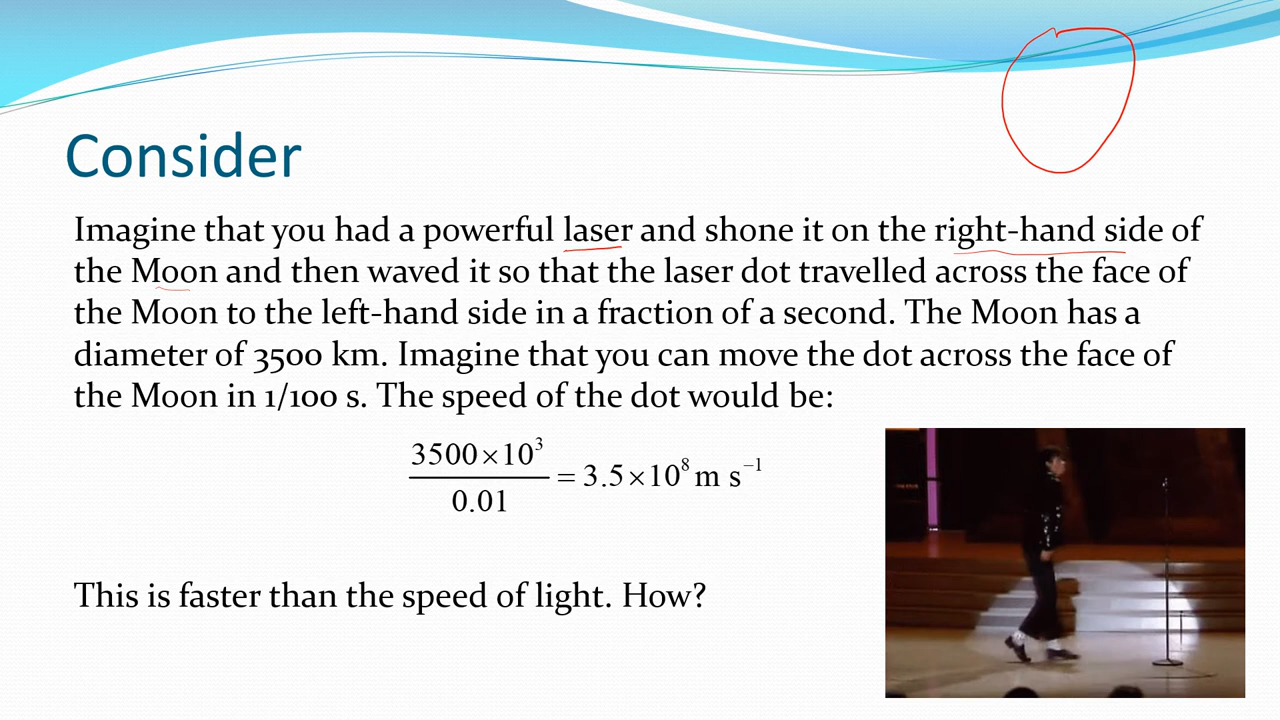 Consider
Imagine that you had a powerful laser and shone it on the right-hand side of
the Moon and then waved it so that the laser dot travelled across the face of
the Moon to the left-hand side in a fraction of a second. The Moon has a
diameter of 3500 km. Imagine that you can move the dot across the face of
the Moon in 1/100 s. The speed of the dot would be:
3500×10³
0.01
= 3.5×10⁸ m s⁻¹
This is faster than the speed of light. How?